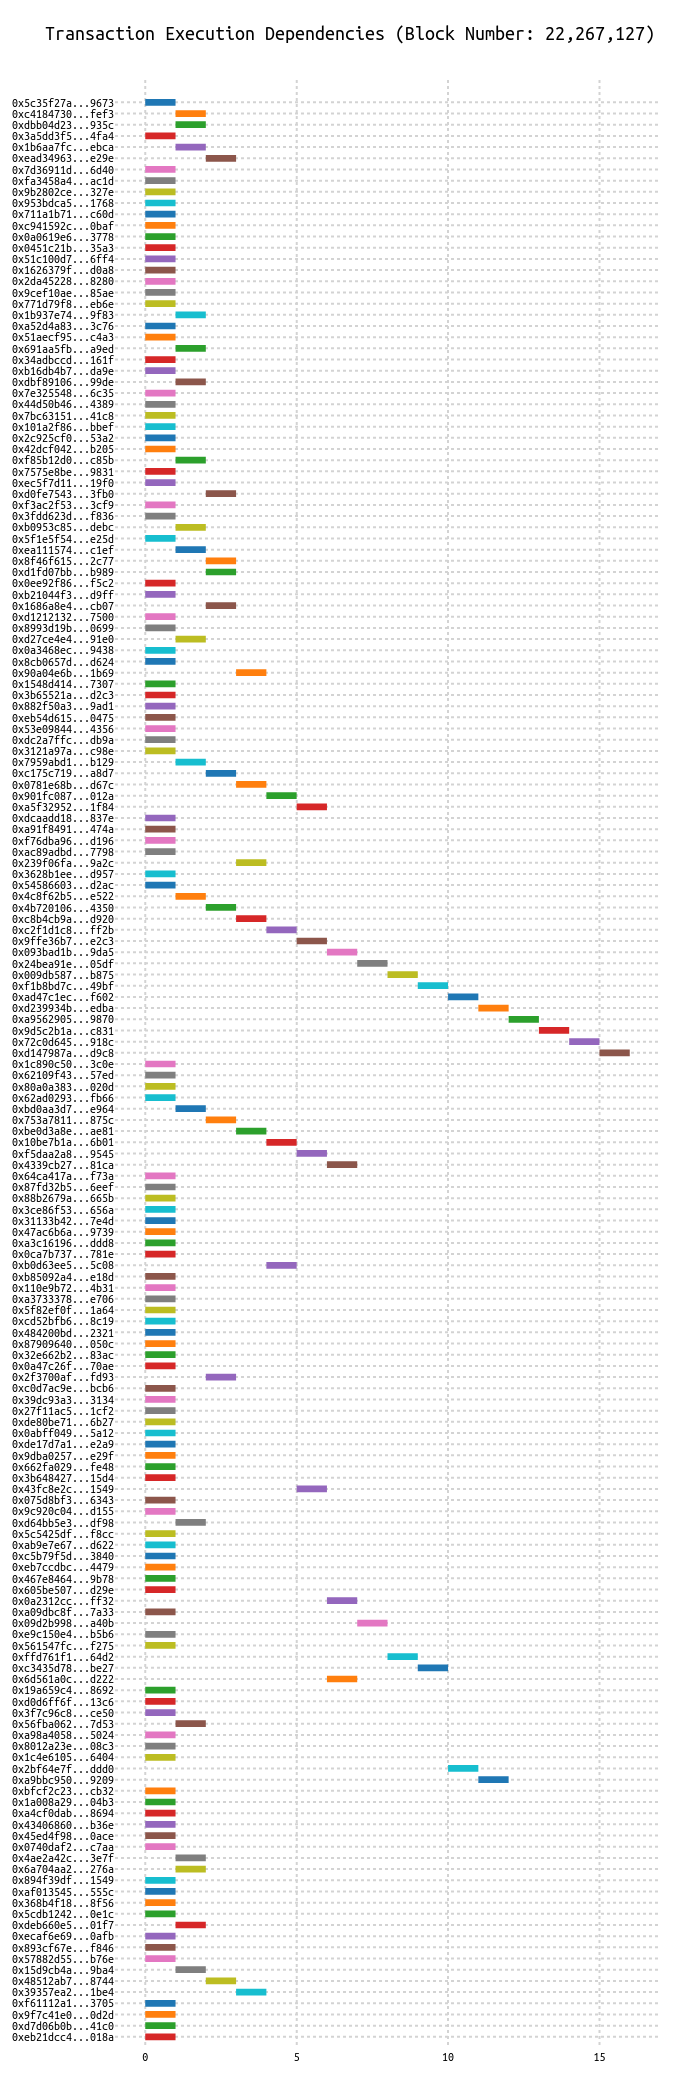 Transaction Execution Dependencies (Block Number: 22,267,127)
0x5c35f27a...9673
0xc4184730...fef3
0xdbb04d23...935c
0x3a5dd3f5...4fa4
0x1b6aa7fc...ebca
0xead34963...e29e
0x7d36911d...6d40
0xfa3458a4...ac1d
0x9b2802ce...327e
0x953bdca5...1768
0x711a1b71...c60d
0xc941592c...0baf
0x0a0619e6...3778
0x0451c21b...35a3
0x51c100d7...6ff4
0x1626379f...d0a8
0x2da45228...8280
0x9cef10ae...85ae
0x771d79f8...eb6e
0x1b937e74...9f83
0xa52d4a83...3c76
0x51aecf95...c4a3
0x691aa5fb...a9ed
0x34adbccd...161f
0xb16db4b7...da9e
0xdbf89106...99de
0x7e325548...6c35
0x44d50b46...4389
0x7bc63151...41c8
0x101a2f86...bbef
0x2c925cf0...53a2
0x42dcf042...b205
0xf85b12d0...c85b
0x7575e8be...9831
0xec5f7d11...19f0
0xd0fe7543...3fb0
0xf3ac2f53...3cf9
0x3fdd623d...f836
0xb0953c85...debc
0x5f1e5f54...e25d
0xea111574...c1ef
0x8f46f615...2c77
0xd1fd07bb...b989
0x0ee92f86...f5c2
0xb21044f3...d9ff
0x1686a8e4...cb07
0xd1212132...7500
0x8993d19b...0699
0xd27ce4e4...91e0
0x0a3468ec...9438
0x8cb0657d...d624
0x90a04e6b...1b69
0x1548d414...7307
0x3b65521a...d2c3
0x882f50a3...9ad1
0xeb54d615...0475
0x53e09844...4356
0xdc2a7ffc...db9a
0x3121a97a...c98e
0x7959abd1...b129
0xc175c719...a8d7
0x0781e68b...d67c
0x901fc087...012a
0xa5f32952...1f84
0xdcaadd18...837e
0xa91f8491...474a
0xf76dba96...d196
0xac89adbd...7798
0x239f06fa...9a2c
0x3628b1ee...d957
0x54586603...d2ac
0x4c8f62b5...e522
0x4b720106...4350
0xc8b4cb9a...d920
0xc2f1d1c8...ff2b
0x9ffe36b7...e2c3
0x093bad1b...9da5
0x24bea91e...05df
0x009db587...b875
0xf1b8bd7c...49bf
0xad47c1ec...f602
0xd239934b...edba
0xa9562905...9870
0x9d5c2b1a...c831
0x72c0d645...918c
0xd147987a...d9c8
0x1c890c50...3c0e
0x62109f43...57ed
0x80a0a383...020d
0x62ad0293...fb66
0xbd0aa3d7...e964
0x753a7811...875c
0xbe0d3a8e...ae81
0x10be7b1a...6b01
0xf5daa2a8...9545
0x4339cb27...81ca
0x64ca417a...f73a
0x87fd32b5...6eef
0x88b2679a...665b
0x3ce86f53...656a
0x31133b42...7e4d
0x47ac6b6a...9739
0xa3c16196...ddd8
0x0ca7b737...781e
0xb0d63ee5...5c08
0xb85092a4...e18d
0x110e9b72...4b31
0xa3733378...e706
0x5f82ef0f...1a64
0xcd52bfb6...8c19
0x484200bd...2321
0x87909640...050c
0x32e662b2...83ac
0x0a47c26f...70ae
0x2f3700af...fd93
0xc0d7ac9e...bcb6
0x39dc93a3...3134
0x27f11ac5...1cf2
0xde80be71...6b27
0x0abff049...5a12
0xde17d7a1...e2a9
0x9dba0257...e29f
0x662fa029...fe48
0x3b648427...15d4
0x43fc8e2c...1549
0x075d8bf3...6343
0x9c920c04...d155
0xd64bb5e3...df98
0x5c5425df...f8cc
0xab9e7e67...d622
0xc5b79f5d...3840
0xeb7ccdbc...4479
0x467e8464...9b78
0x605be507...d29e
0x0a2312cc...ff32
0xa09dbc8f...7a33
0x09d2b998...a40b
0xe9c150e4...b5b6
0x561547fc...f275
0xffd761f1...64d2
0xc3435d78...be27
0x6d561a0c...d222
0x19a659c4...8692
0xd0d6ff6f...13c6
0x3f7c96c8...ce50
0x56fba062...7d53
0xa98a4058...5024
0x8012a23e...08c3
0x1c4e6105...6404
0x2bf64e7f...ddd0
0xa9bbc950...9209
0xbfcf2c23...cb32
0x1a008a29...04b3
0xa4cf0dab...8694
0x43406860...b36e
0x45ed4f98...0ace
0x0740daf2...c7aa
0x4ae2a42c...3e7f
0x6a704aa2...276a
0x894f39df...1549
0xaf013545...555c
0x368b4f18...8f56
0x5cdb1242...0e1c
0xdeb660e5...01f7
0xecaf6e69...0afb
0x893cf67e...f846
0x57882d55...b76e
0x15d9cb4a...9ba4
0x48512ab7...8744
0x39357ea2...1be4
0xf61112a1...3705
0x9f7c41e0...0d2d
0xd7d06b0b...41c0
0xeb21dcc4...018a
0 5 10 15